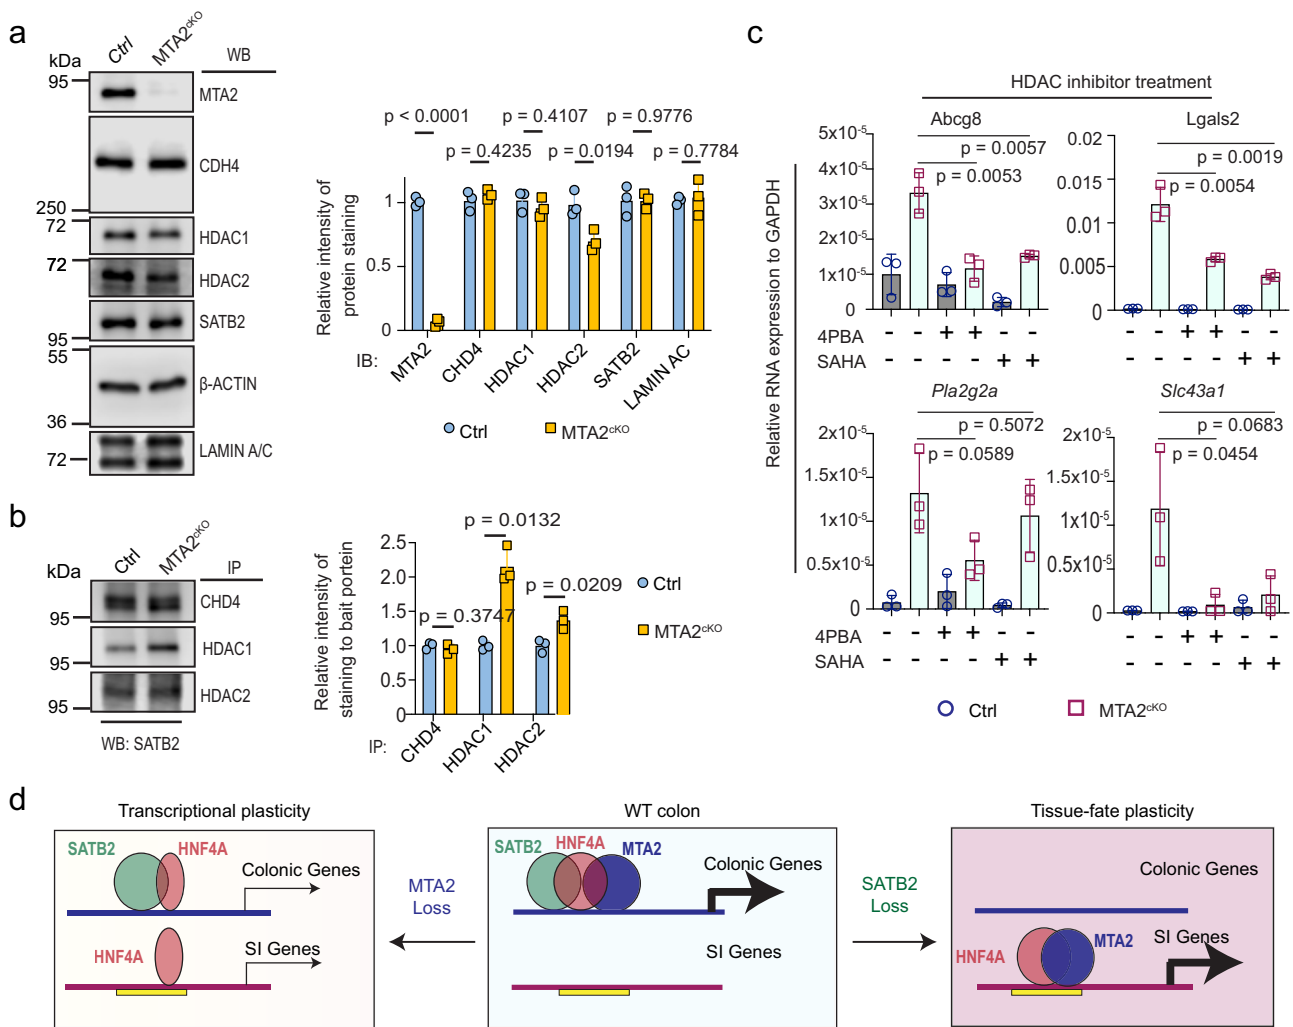 a
Ctrl
MTA2cKO
kDa
WB
95
MTA2
CDH4
250
72
HDAC1
72
HDAC2
SATB2
95
55
β-ACTIN
36
LAMIN A/C
72
p < 0.0001
p = 0.4107
p = 0.9776
p = 0.4235
p = 0.0194
p = 0.7784
Relative intensity of
protein staining
1
0.5
0
IB:
MTA2
CHD4
HDAC1
HDAC2
SATB2
LAMIN AC
Ctrl
MTA2cKO
b
Ctrl
MTA2cKO
kDa
IP
CHD4
95
HDAC1
95
HDAC2
95
WB: SATB2
p = 0.0132
p = 0.0209
p = 0.3747
Relative intensity of
staining to bait portein
2.5
2.0
1.5
1.0
0.5
0
IP:
CHD4
HDAC1
HDAC2
Ctrl
MTA2cKO
c
HDAC inhibitor treatment
Relative RNA expression to GAPDH
Abcg8
p = 0.0057
p = 0.0053
5x10-5
4x10-5
3x10-5
2x10-5
1x10-5
0
4PBA - - + + - -
SAHA - - - - + +
Lgals2
p = 0.0019
p = 0.0054
0.02
0.015
0.01
0.005
0
- - + + - -
- - - - + +
Pla2g2a
p = 0.5072
p = 0.0589
2x10-5
1.5x10-5
1x10-5
0.5x10-5
0
4PBA - - + + - -
SAHA - - - - + +
Slc43a1
p = 0.0683
p = 0.0454
2x10-5
1.5x10-5
1x10-5
0.5x10-5
0
- - + + - -
- - - - + +
Ctrl
MTA2cKO
d
Transcriptional plasticity
SATB2
HNF4A
Colonic Genes
HNF4A
SI Genes
MTA2
Loss
WT colon
SATB2
HNF4A
MTA2
Colonic Genes
SI Genes
SATB2
Loss
Tissue-fate plasticity
Colonic Genes
HNF4A
MTA2
SI Genes